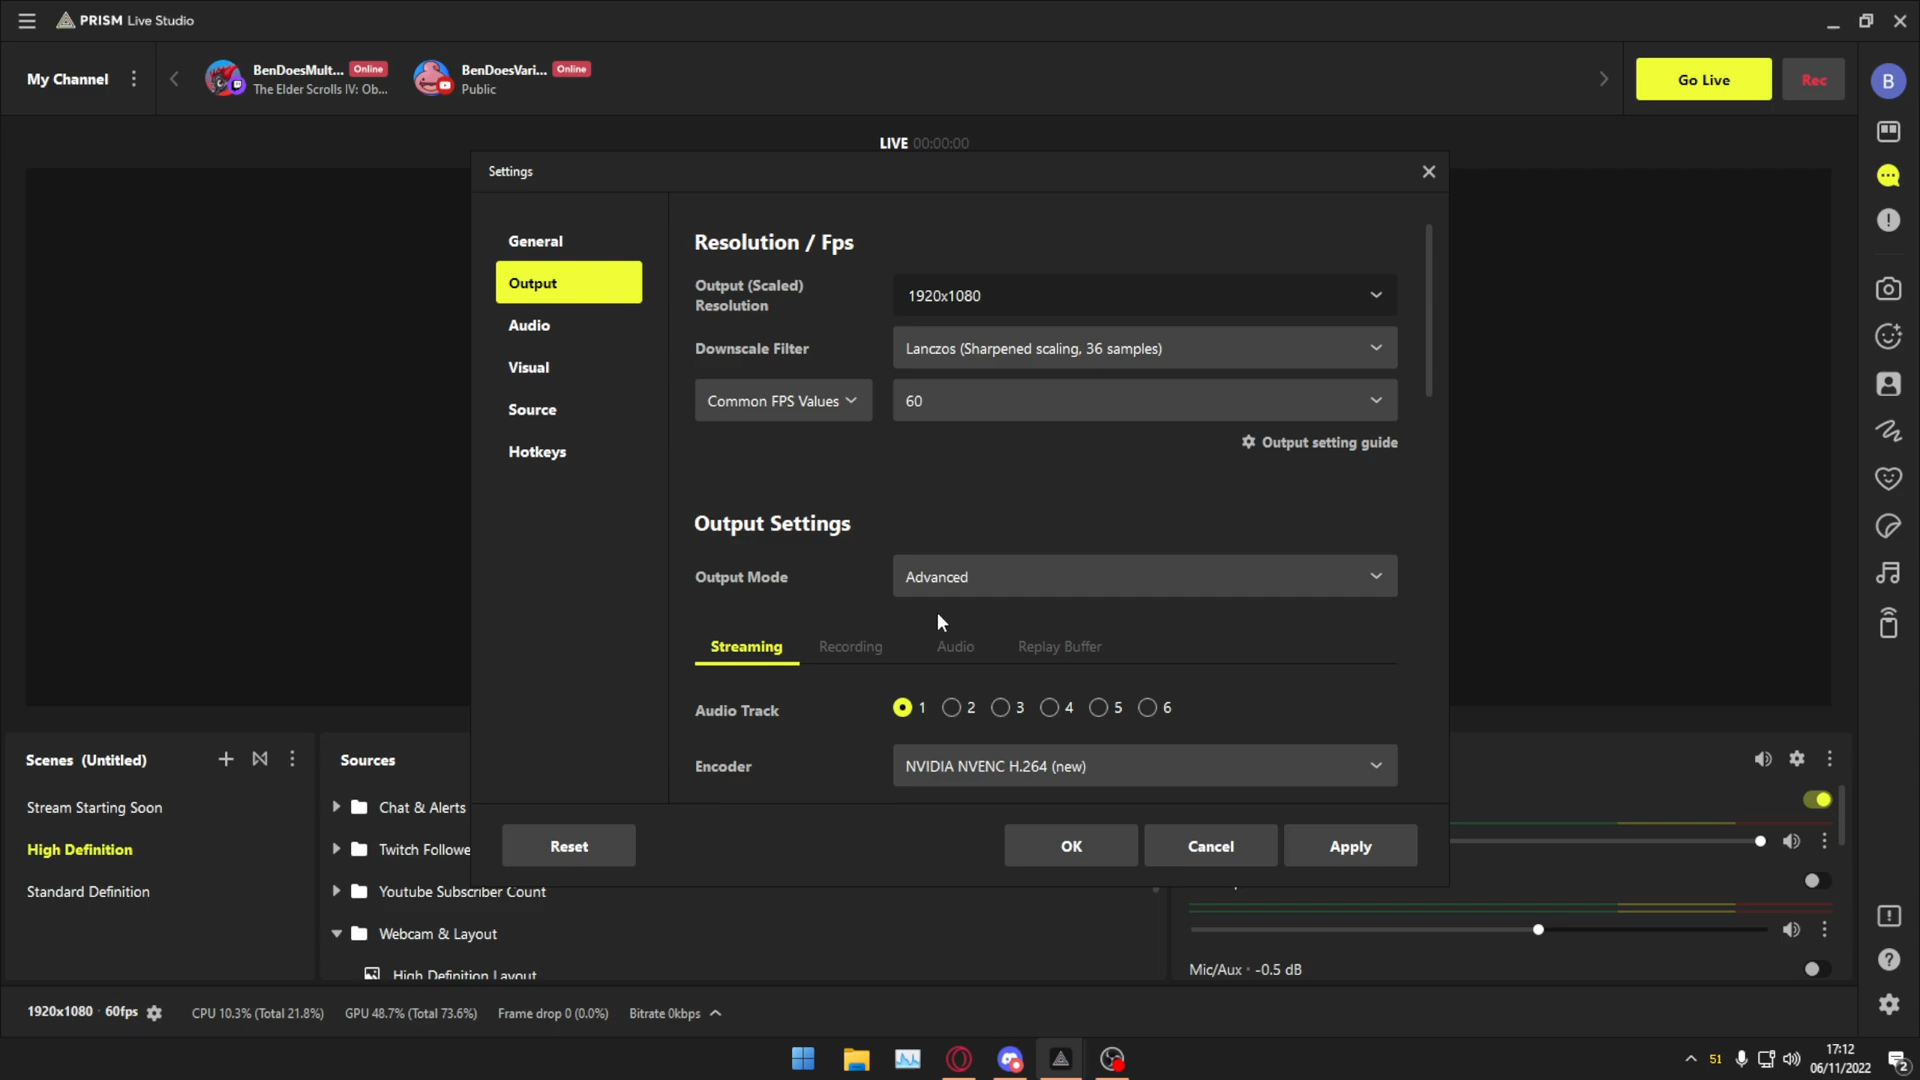 PRISM Live Studio
My Channel
BenDoesMult... Online
The Elder Scrolls IV: Ob...
BenDoesVari... Online
Public
Go Live
Rec
B
LIVE 00:00:00
Settings
General
Output
Audio
Visual
Source
Hotkeys
Resolution / Fps
Output (Scaled)
Resolution
1920x1080
Downscale Filter
Lanczos (Sharpened scaling, 36 samples)
Common FPS Values
60
Output setting guide
Output Settings
Output Mode
Advanced
Streaming
Recording
Audio
Replay Buffer
Audio Track
1 2 3 4 5 6
Encoder
NVIDIA NVENC H.264 (new)
Reset
OK
Cancel
Apply
Scenes (Untitled)
Stream Starting Soon
High Definition
Standard Definition
Sources
Chat & Alerts
Twitch Followe
Youtube Subscriber Count
Webcam & Layout
High Definition Layout
Mic/Aux · -0.5 dB
1920x1080 · 60fps
CPU 10.3% (Total 21.8%)
GPU 48.7% (Total 73.6%)
Frame drop 0 (0.0%)
Bitrate 0kbps
51
17:12
06/11/2022
2